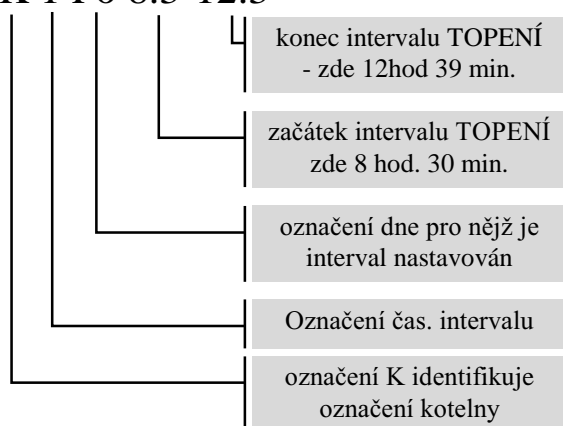 konec intervalu TOPENÍ
- zde 12hod 39 min.
začátek intervalu TOPENÍ
zde 8 hod. 30 min.
označení dne pro nějž je
interval nastavován
Označení čas. intervalu
označení K identifikuje
označení kotelny